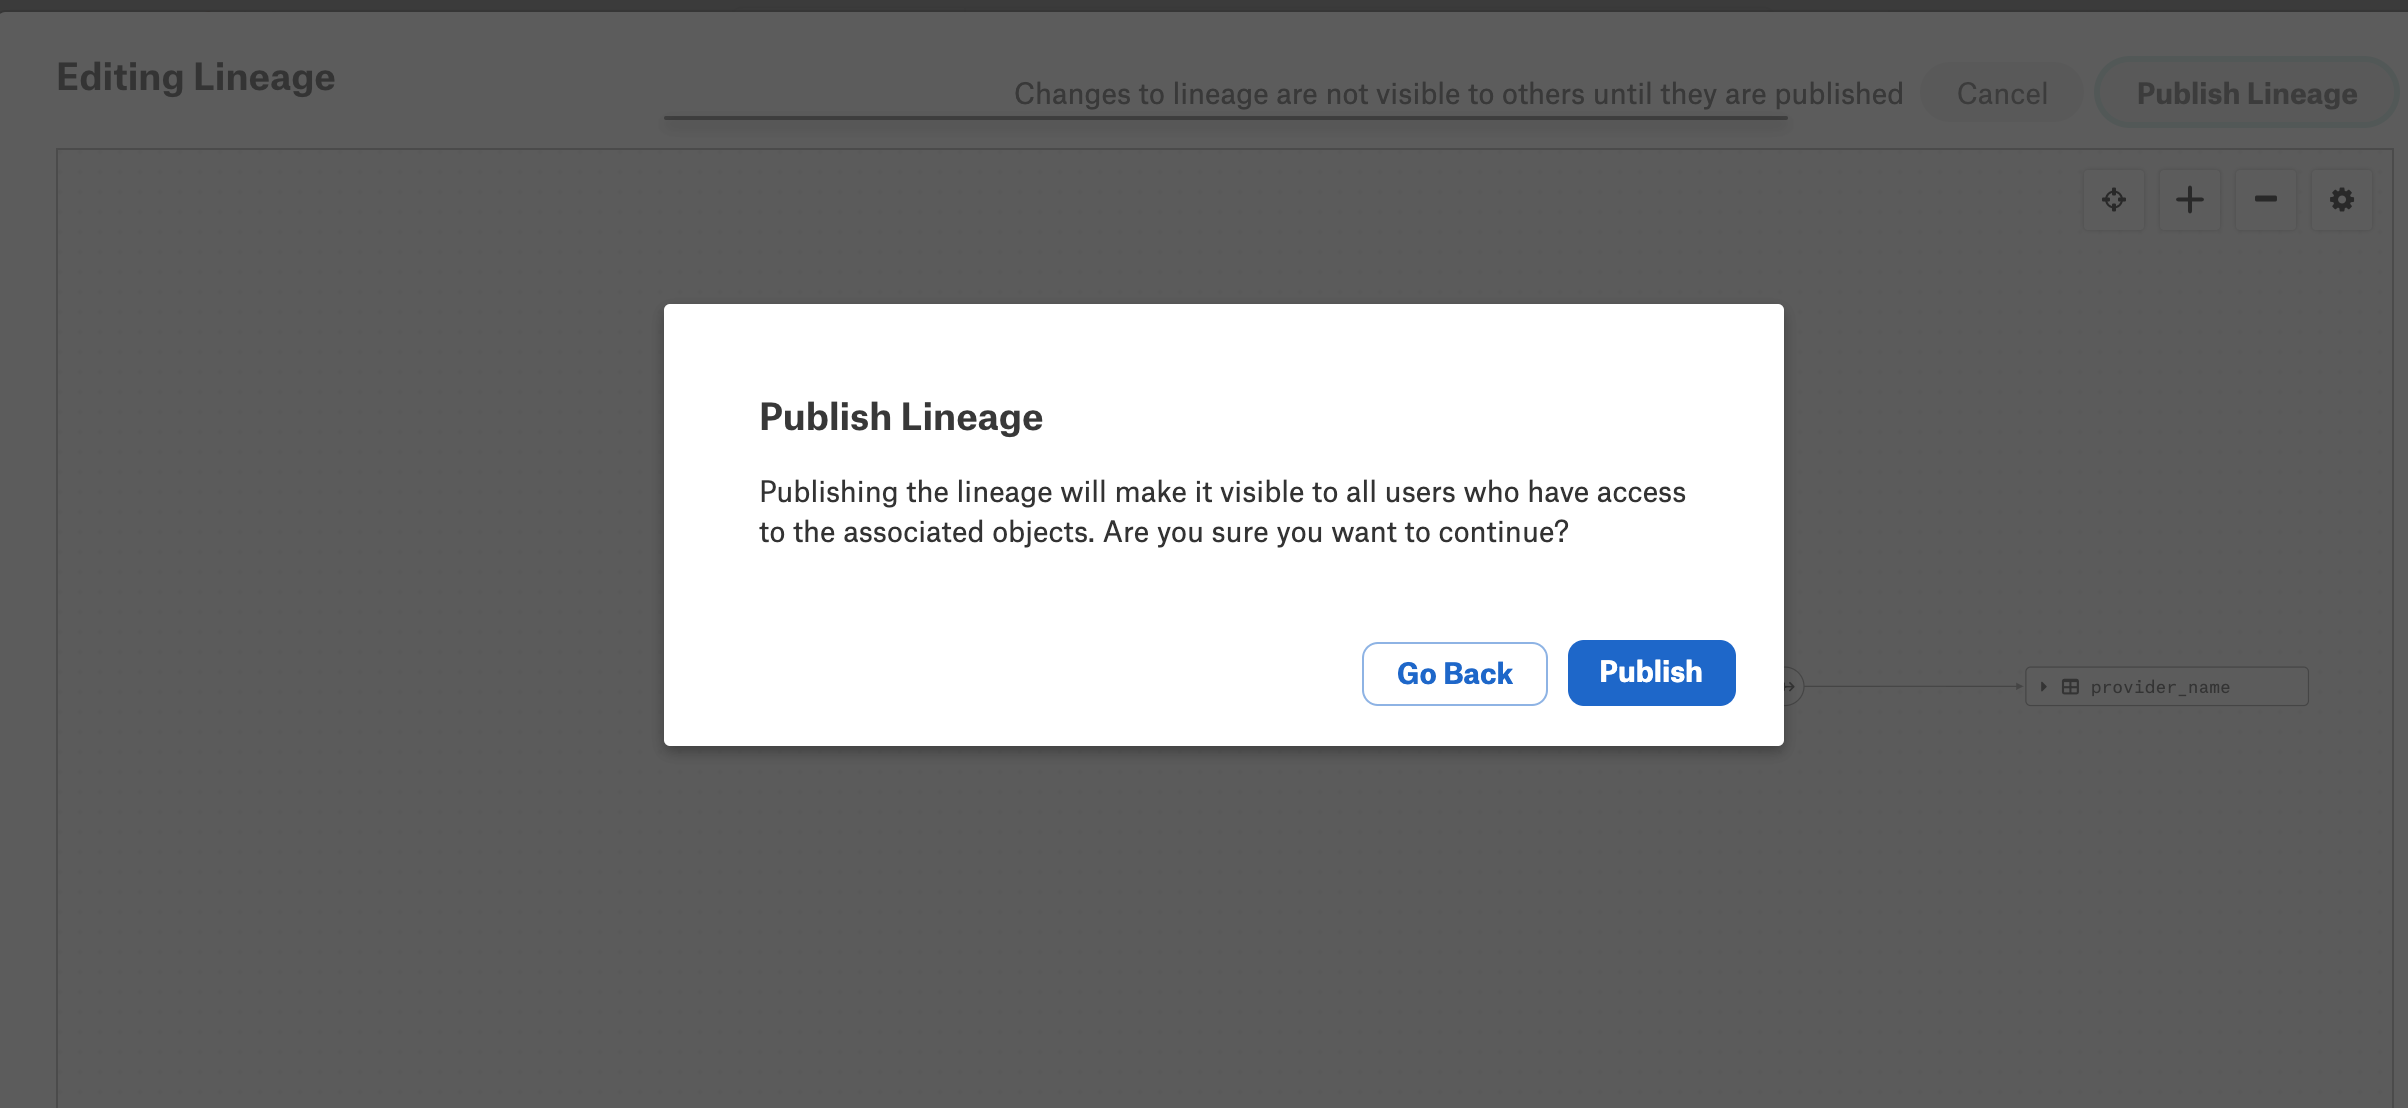 Editing Lineage
Changes to lineage are not visible to others until they are published
Cancel
Publish Lineage
Publish Lineage
Publishing the lineage will make it visible to all users who have access
to the associated objects. Are you sure you want to continue?
Go Back
Publish
provider_name